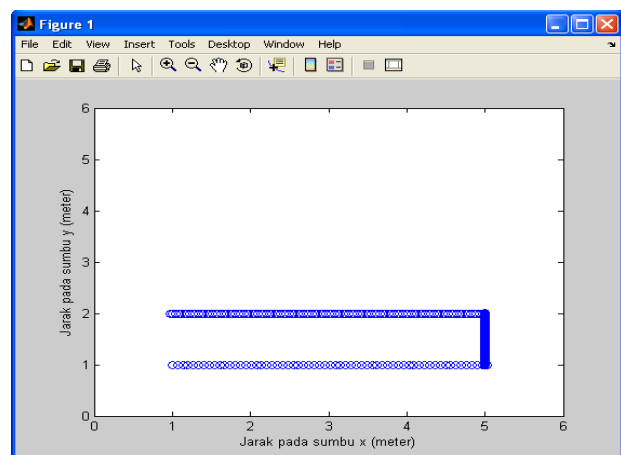 Figure 1
File Edit View Insert Tools Desktop Window Help
6
5
4
3
2
1
0
Jarak pada sumbu y (meter)
0 1 2 3 4 5 6
Jarak pada sumbu x (meter)